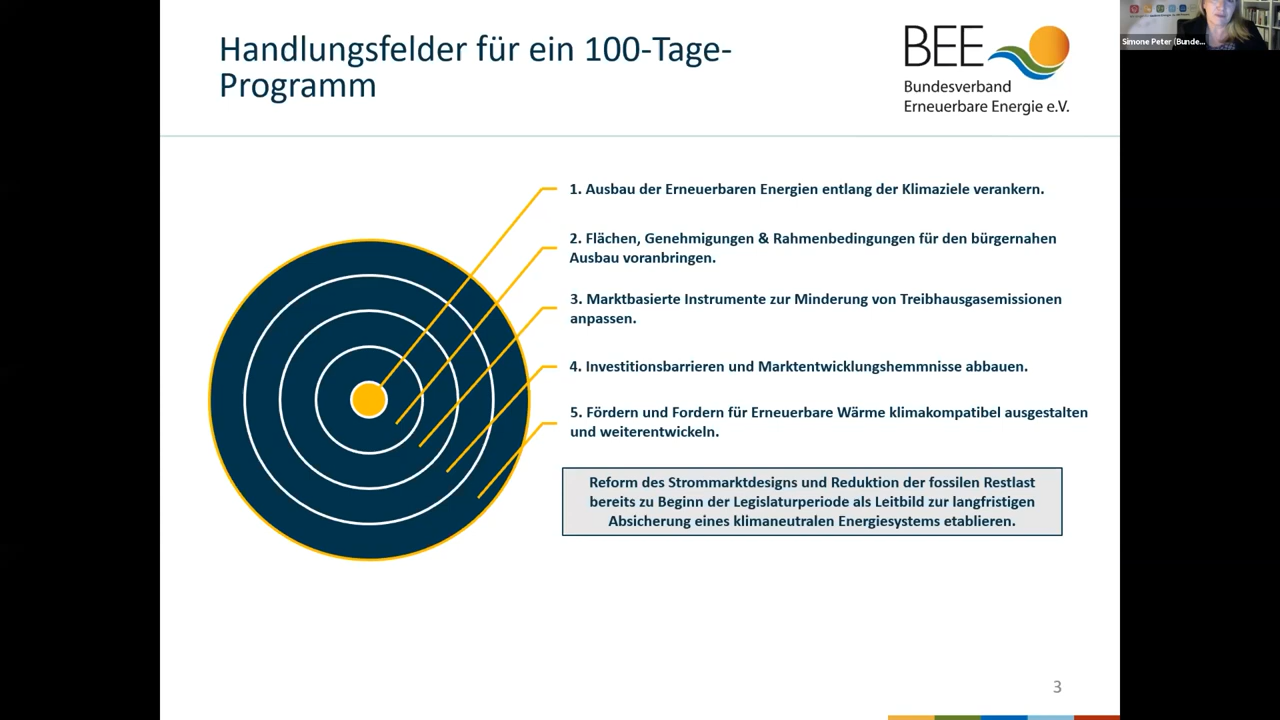 Handlungsfelder für ein 100-Tage-
Programm
BEE
Bundesverband
Erneuerbare Energie e.V.
Simone Peter (Bunde...
1. Ausbau der Erneuerbaren Energien entlang der Klimaziele verankern.
2. Flächen, Genehmigungen & Rahmenbedingungen für den bürgernahen
Ausbau voranbringen.
3. Marktbasierte Instrumente zur Minderung von Treibhausgasemissionen
anpassen.
4. Investitionsbarrieren und Marktentwicklungshemmnisse abbauen.
5. Fördern und Fordern für Erneuerbare Wärme klimakompatibel ausgestalten
und weiterentwickeln.
Reform des Strommarktdesigns und Reduktion der fossilen Restlast
bereits zu Beginn der Legislaturperiode als Leitbild zur langfristigen
Absicherung eines klimaneutralen Energiesystems etablieren.
3